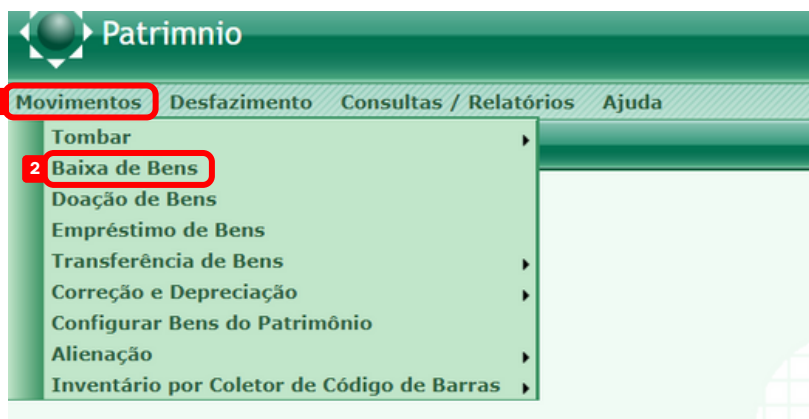 Patrimnio
Movimentos Desfazimento Consultas / Relatórios Ajuda
Tombar
2 Baixa de Bens
Doação de Bens
Empréstimo de Bens
Transferência de Bens
Correção e Depreciação
Configurar Bens do Patrimônio
Alienação
Inventário por Coletor de Código de Barras